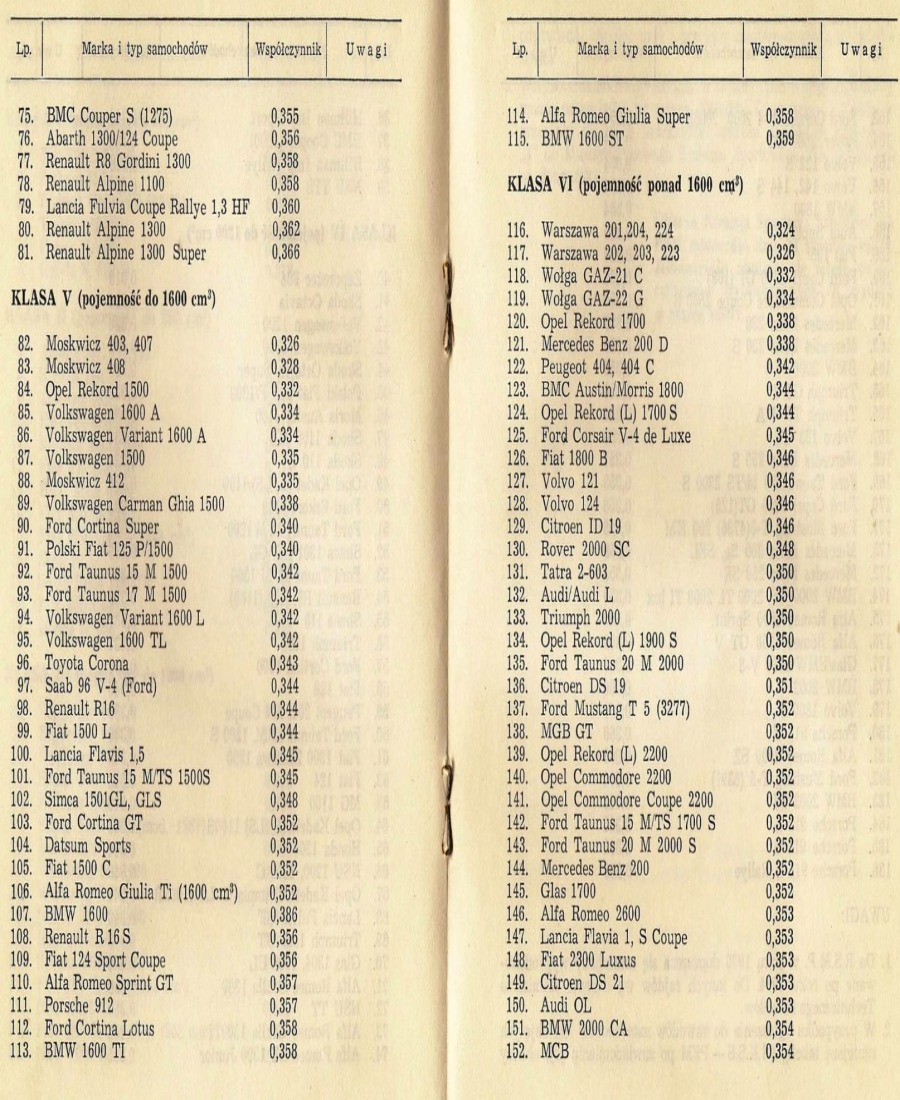 Lp. Marka i typ samochodów Współczynnik Uwagi
75. BMC Couper S (1275) 0,355
76. Abarth 1300/124 Coupe 0,356
77. Renault R8 Gordini 1300 0,358
78. Renault Alpine 1100 0,358
79. Lancia Fulvia Coupe Rallye 1,3 HF 0,360
80. Renault Alpine 1300 0,362
81. Renault Alpine 1300 Super 0,366
KLASA V (pojemność do 1600 cm³)
82. Moskwicz 403, 407 0,326
83. Moskwicz 408 0,328
84. Opel Rekord 1500 0,332
85. Volkswagen 1600 A 0,334
86. Volkswagen Variant 1600 A 0,334
87. Volkswagen 1500 0,335
88. Moskwicz 412 0,335
89. Volkswagen Carman Ghia 1500 0,338
90. Ford Cortina Super 0,340
91. Polski Fiat 125 P/1500 0,340
92. Ford Taunus 15 M 1500 0,342
93. Ford Taunus 17 M 1500 0,342
94. Volkswagen Variant 1600 L 0,342
95. Volkswagen 1600 TL 0,342
96. Toyota Corona 0,343
97. Saab 96 V-4 (Ford) 0,344
98. Renault R16 0,344
99. Fiat 1500 L 0,344
100. Lancia Flavis 1,5 0,345
101. Ford Taunus 15 M/TS 1500S 0,345
102. Simca 1501GL, GLS 0,348
103. Ford Cortina GT 0,352
104. Datsum Sports 0,352
105. Fiat 1500 C 0,352
106. Alfa Romeo Giulia Ti (1600 cm³) 0,352
107. BMW 1600 0,386
108. Renault R 16 S 0,356
109. Fiat 124 Sport Coupe 0,356
110. Alfa Romeo Sprint GT 0,357
111. Porsche 912 0,357
112. Ford Cortina Lotus 0,358
113. BMW 1600 TI 0,358
Lp. Marka i typ samochodów Współczynnik Uwagi
114. Alfa Romeo Giulia Super 0,358
115. BMW 1600 ST 0,359
KLASA VI (pojemność ponad 1600 cm³)
116. Warszawa 201,204, 224 0,324
117. Warszawa 202, 203, 223 0,326
118. Wołga GAZ-21 C 0,332
119. Wołga GAZ-22 G 0,334
120. Opel Rekord 1700 0,338
121. Mercedes Benz 200 D 0,338
122. Peugeot 404, 404 C 0,342
123. BMC Austin/Morris 1800 0,344
124. Opel Rekord (L) 1700 S 0,344
125. Ford Corsair V-4 de Luxe 0,345
126. Fiat 1800 B 0,346
127. Volvo 121 0,346
128. Volvo 124 0,346
129. Citroen ID 19 0,346
130. Rover 2000 SC 0,348
131. Tatra 2-603 0,350
132. Audi/Audi L 0,350
133. Triumph 2000 0,350
134. Opel Rekord (L) 1900 S 0,350
135. Ford Taunus 20 M 2000 0,350
136. Citroen DS 19 0,351
137. Ford Mustang T 5 (3277) 0,352
138. MGB GT 0,352
139. Opel Rekord (L) 2200 0,352
140. Opel Commodore 2200 0,352
141. Opel Commodore Coupe 2200 0,352
142. Ford Taunus 15 M/TS 1700 S 0,352
143. Ford Taunus 20 M 2000 S 0,352
144. Mercedes Benz 200 0,352
145. Glas 1700 0,352
146. Alfa Romeo 2600 0,353
147. Lancia Flavia 1, S Coupe 0,353
148. Fiat 2300 Luxus 0,353
149. Citroen DS 21 0,353
150. Audi OL 0,353
151. BMW 2000 CA 0,354
152. MCB 0,354